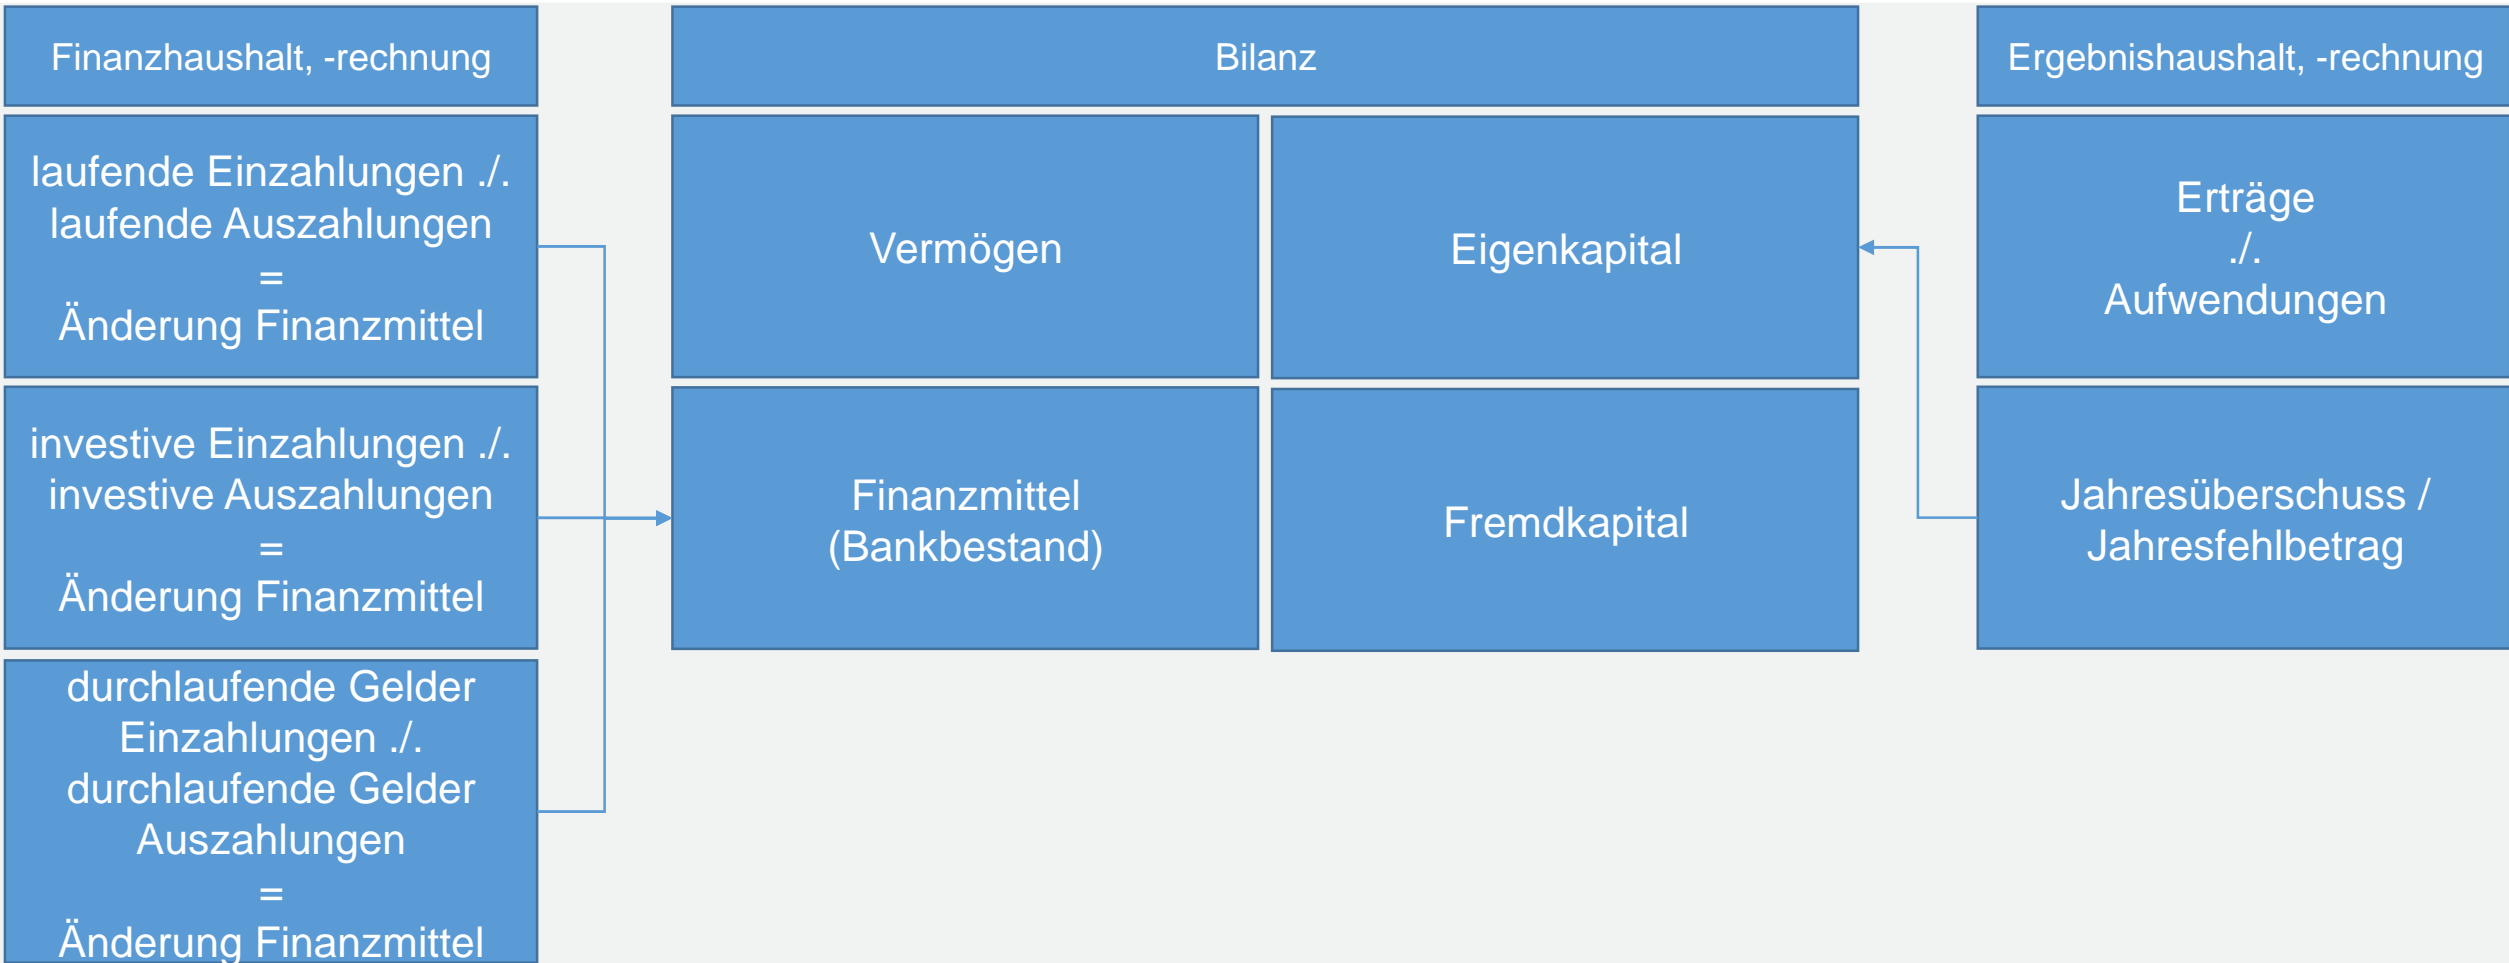 Finanzhaushalt, -rechnung
Bilanz
Ergebnishaushalt, -rechnung
laufende Einzahlungen ./.
laufende Auszahlungen
=
Änderung Finanzmittel
Vermögen
Eigenkapital
Erträge
./.
Aufwendungen
investive Einzahlungen ./.
investive Auszahlungen
=
Änderung Finanzmittel
Finanzmittel
(Bankbestand)
Fremdkapital
Jahresüberschuss /
Jahresfehlbetrag
durchlaufende Gelder
Einzahlungen ./.
durchlaufende Gelder
Auszahlungen
=
Änderung Finanzmittel